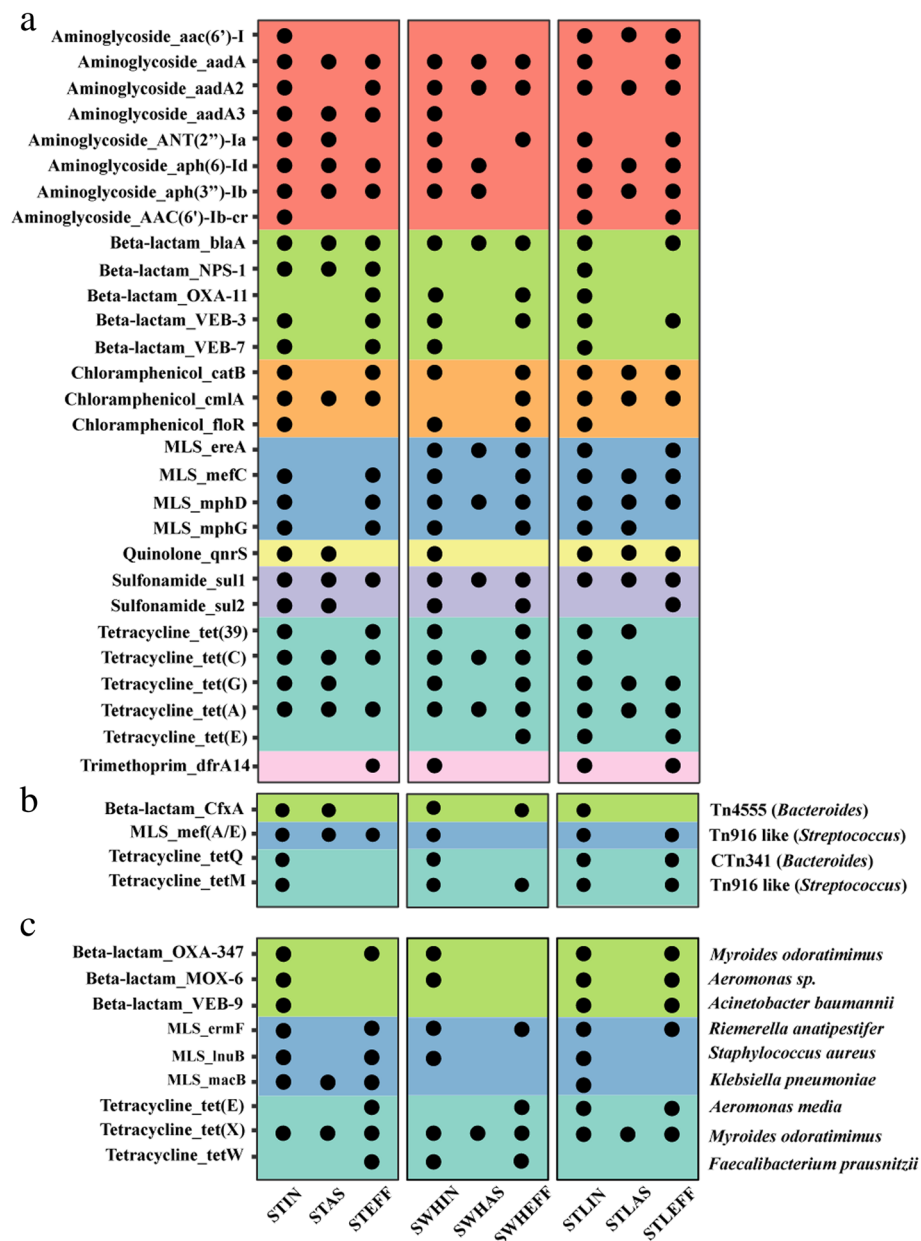 a
Aminoglycoside_aac(6’)-I
Aminoglycoside_aadA
Aminoglycoside_aadA2
Aminoglycoside_aadA3
Aminoglycoside_ANT(2”)-Ia
Aminoglycoside_aph(6)-Id
Aminoglycoside_aph(3”)-Ib
Aminoglycoside_AAC(6')-Ib-cr
Beta-lactam_blaA
Beta-lactam_NPS-1
Beta-lactam_OXA-11
Beta-lactam_VEB-3
Beta-lactam_VEB-7
Chloramphenicol_catB
Chloramphenicol_cmlA
Chloramphenicol_floR
MLS_ereA
MLS_mefC
MLS_mphD
MLS_mphG
Quinolone_qnrS
Sulfonamide_sul1
Sulfonamide_sul2
Tetracycline_tet(39)
Tetracycline_tet(C)
Tetracycline_tet(G)
Tetracycline_tet(A)
Tetracycline_tet(E)
Trimethoprim_dfrA14
b
Beta-lactam_CfxA Tn4555 (Bacteroides)
MLS_mef(A/E) Tn916 like (Streptococcus)
Tetracycline_tetQ CTn341 (Bacteroides)
Tetracycline_tetM Tn916 like (Streptococcus)
c
Beta-lactam_OXA-347 Myroides odoratimimus
Beta-lactam_MOX-6 Aeromonas sp.
Beta-lactam_VEB-9 Acinetobacter baumannii
MLS_ermF Riemerella anatipestifer
MLS_lnuB Staphylococcus aureus
MLS_macB Klebsiella pneumoniae
Tetracycline_tet(E) Aeromonas media
Tetracycline_tet(X) Myroides odoratimimus
Tetracycline_tetW Faecalibacterium prausnitzii
STIN STAS STEFF SWHIN SWHAS SWHEFF STLIN STLAS STLEFF